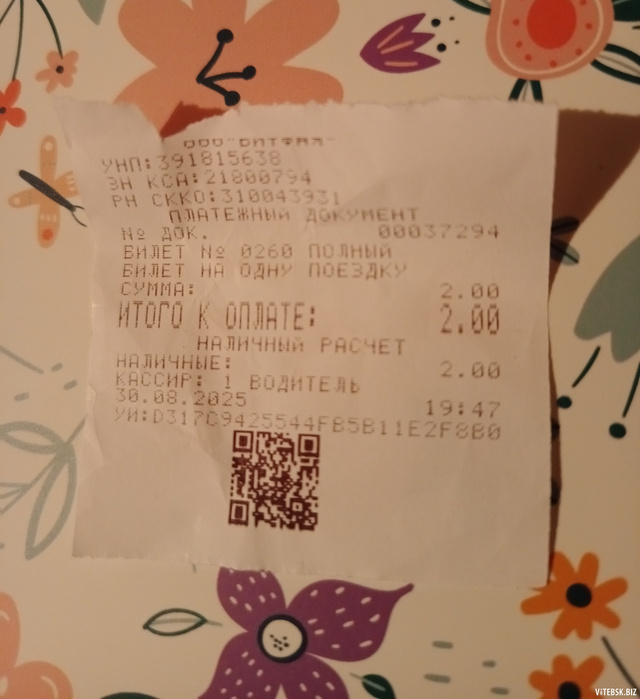 ООО "ВИТФАЯ"
УНП:391815638
ЗН КСА:21800794
РН СККО:310043931
ПЛАТЕЖНЫЙ ДОКУМЕНТ
№ ДОК. 00037294
БИЛЕТ № 0260 ПОЛНЫЙ
БИЛЕТ НА ОДНУ ПОЕЗДКУ
СУММА: 2.00
ИТОГО К ОПЛАТЕ: 2.00
НАЛИЧНЫЙ РАСЧЕТ
НАЛИЧНЫЕ: 2.00
КАССИР: 1 ВОДИТЕЛЬ
30.08.2025 19:47
УИ:D317C9425544FB5B11E2F8B0
ViTEBSK.BiZ